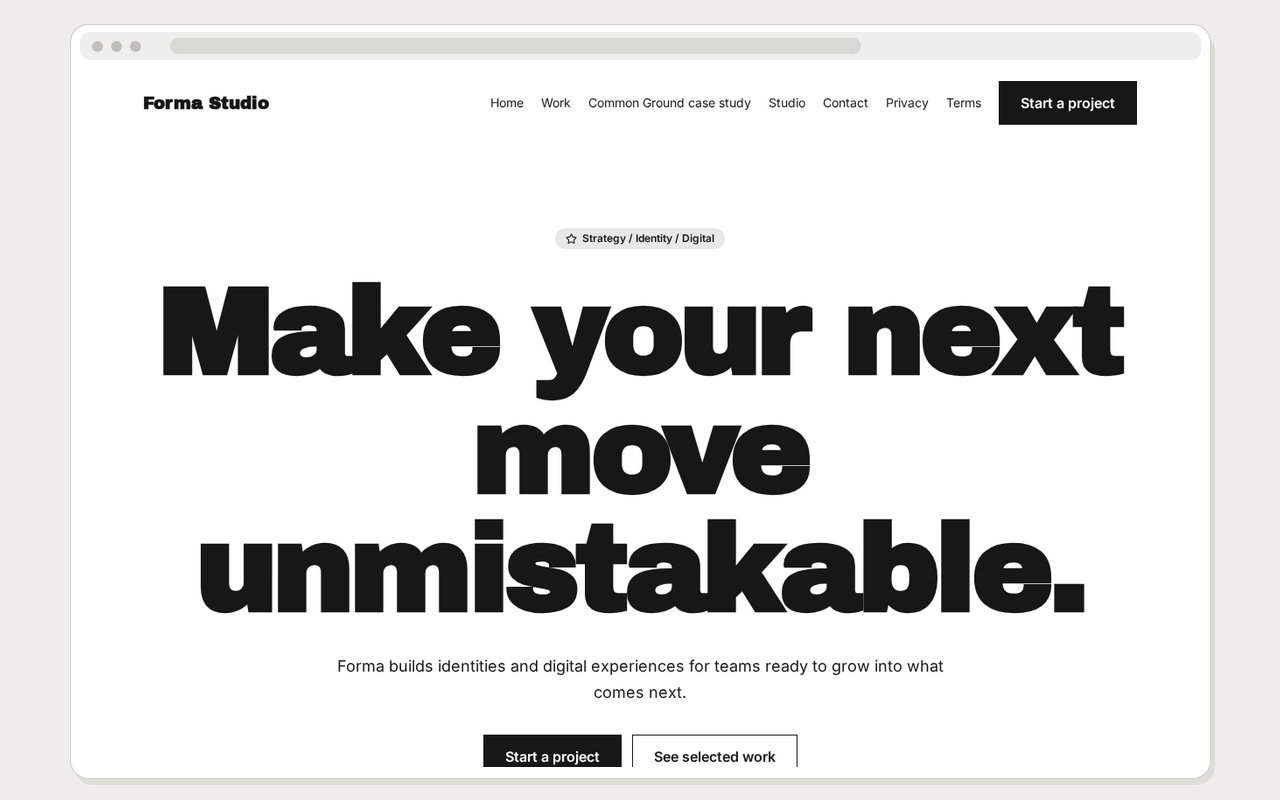 Forma Studio
Home Work Common Ground case study Studio Contact Privacy Terms Start a project
Strategy / Identity / Digital
Make your next
move
unmistakable.
Forma builds identities and digital experiences for teams ready to grow into what
comes next.
Start a project See selected work